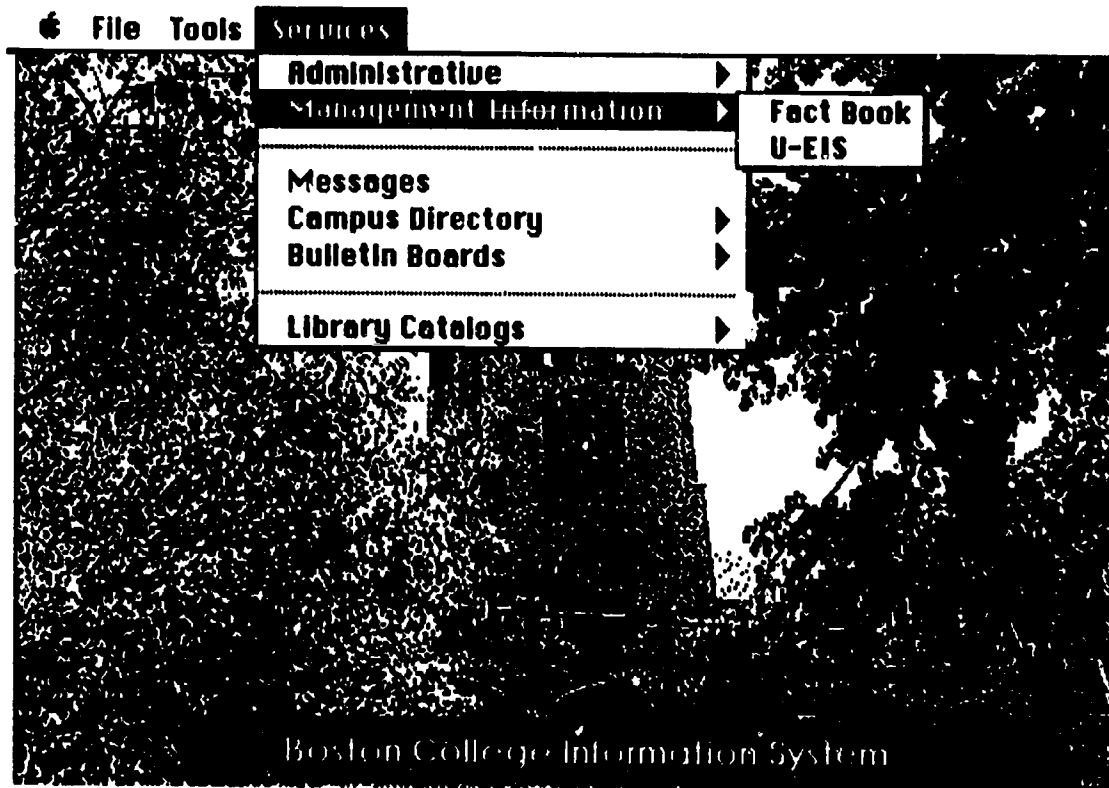 File Tools Services
Administrative
Management Information
Fact Book
U-EIS
Messages
Campus Directory
Bulletin Boards
Library Catalogs
Boston College Information System